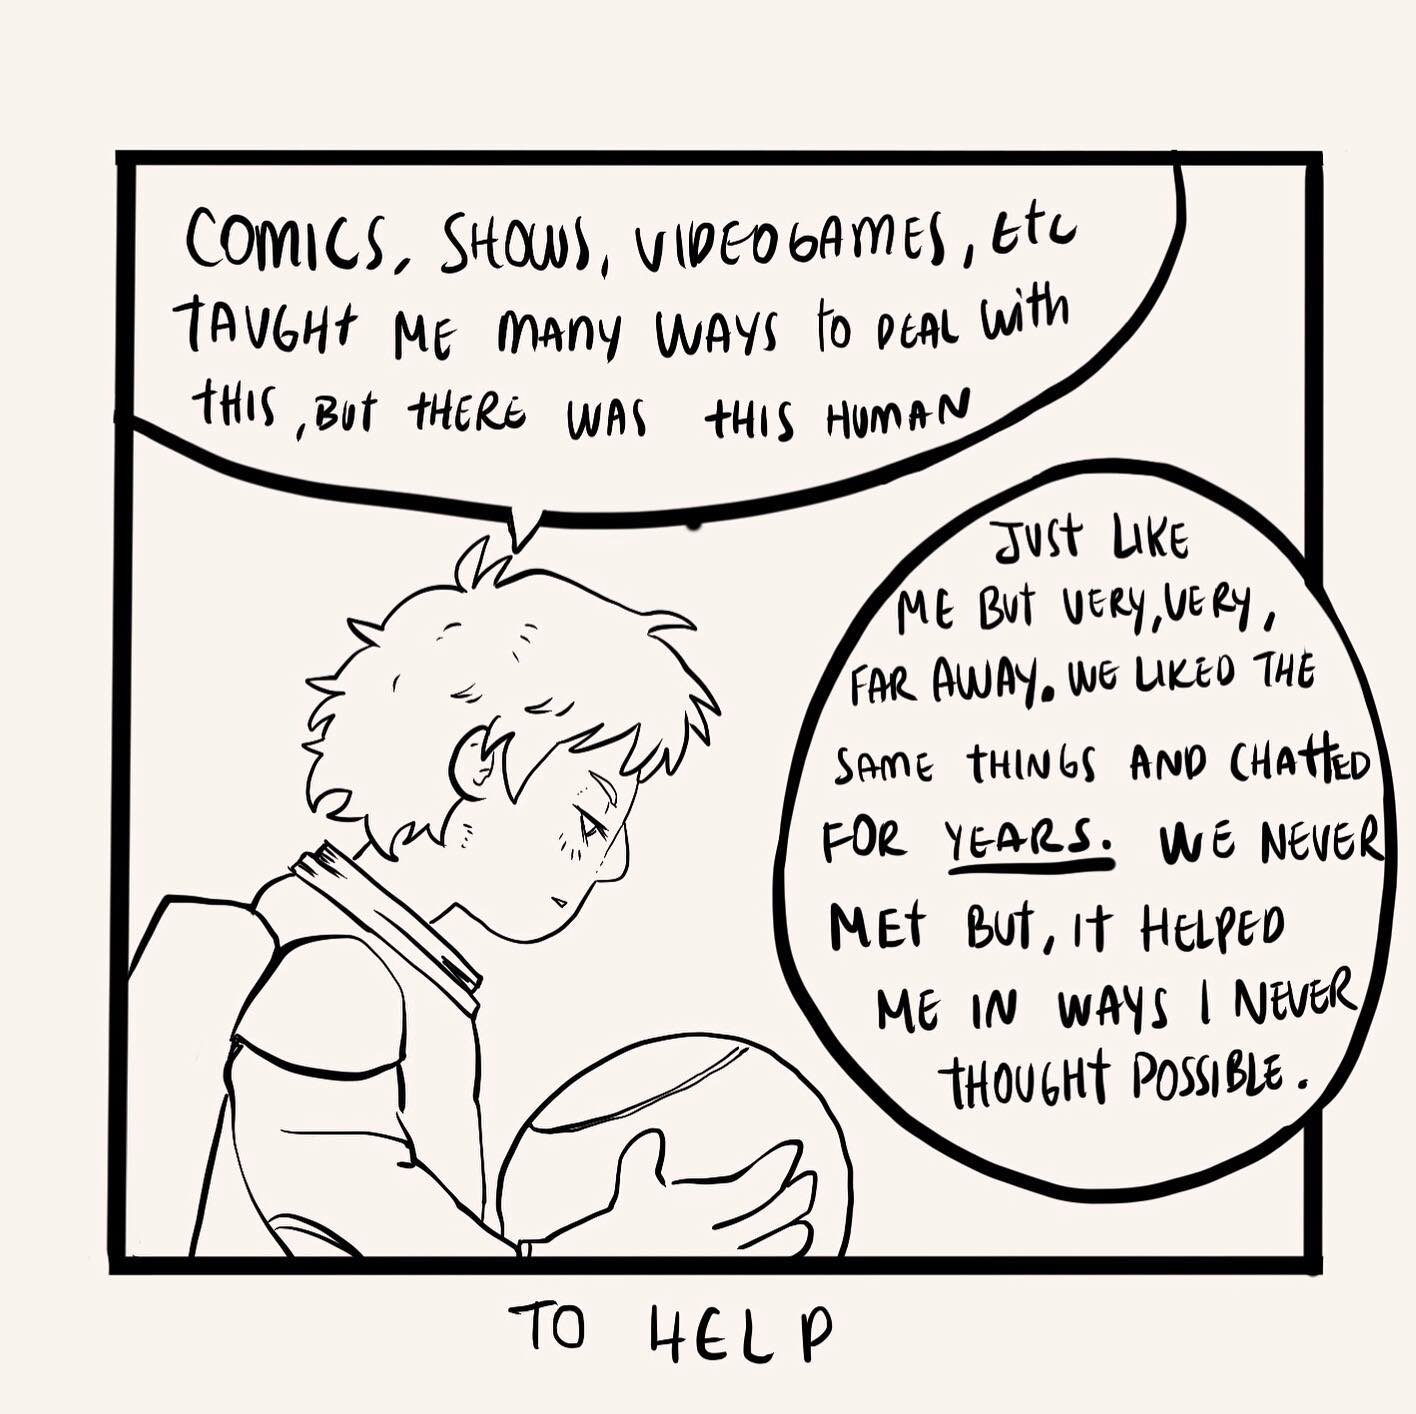 COMICS, SHOWS, VIDEOGAMES, Etc
TAUGHt ME MANY WAYS to DEAL with
tHIS, BUt tHERE WAS tHIS HUMAN
JUSt LIKE
ME BUt VERY, VERY,
FAR AWAY. WE LIKED THE
SAME tHINGS AND CHAttED
FOR YEARS. WE NEVER
MEt BUt, IT HELPED
ME IN WAYS I NEVER
tHOUGHt POSSIBLE.
TO HELP